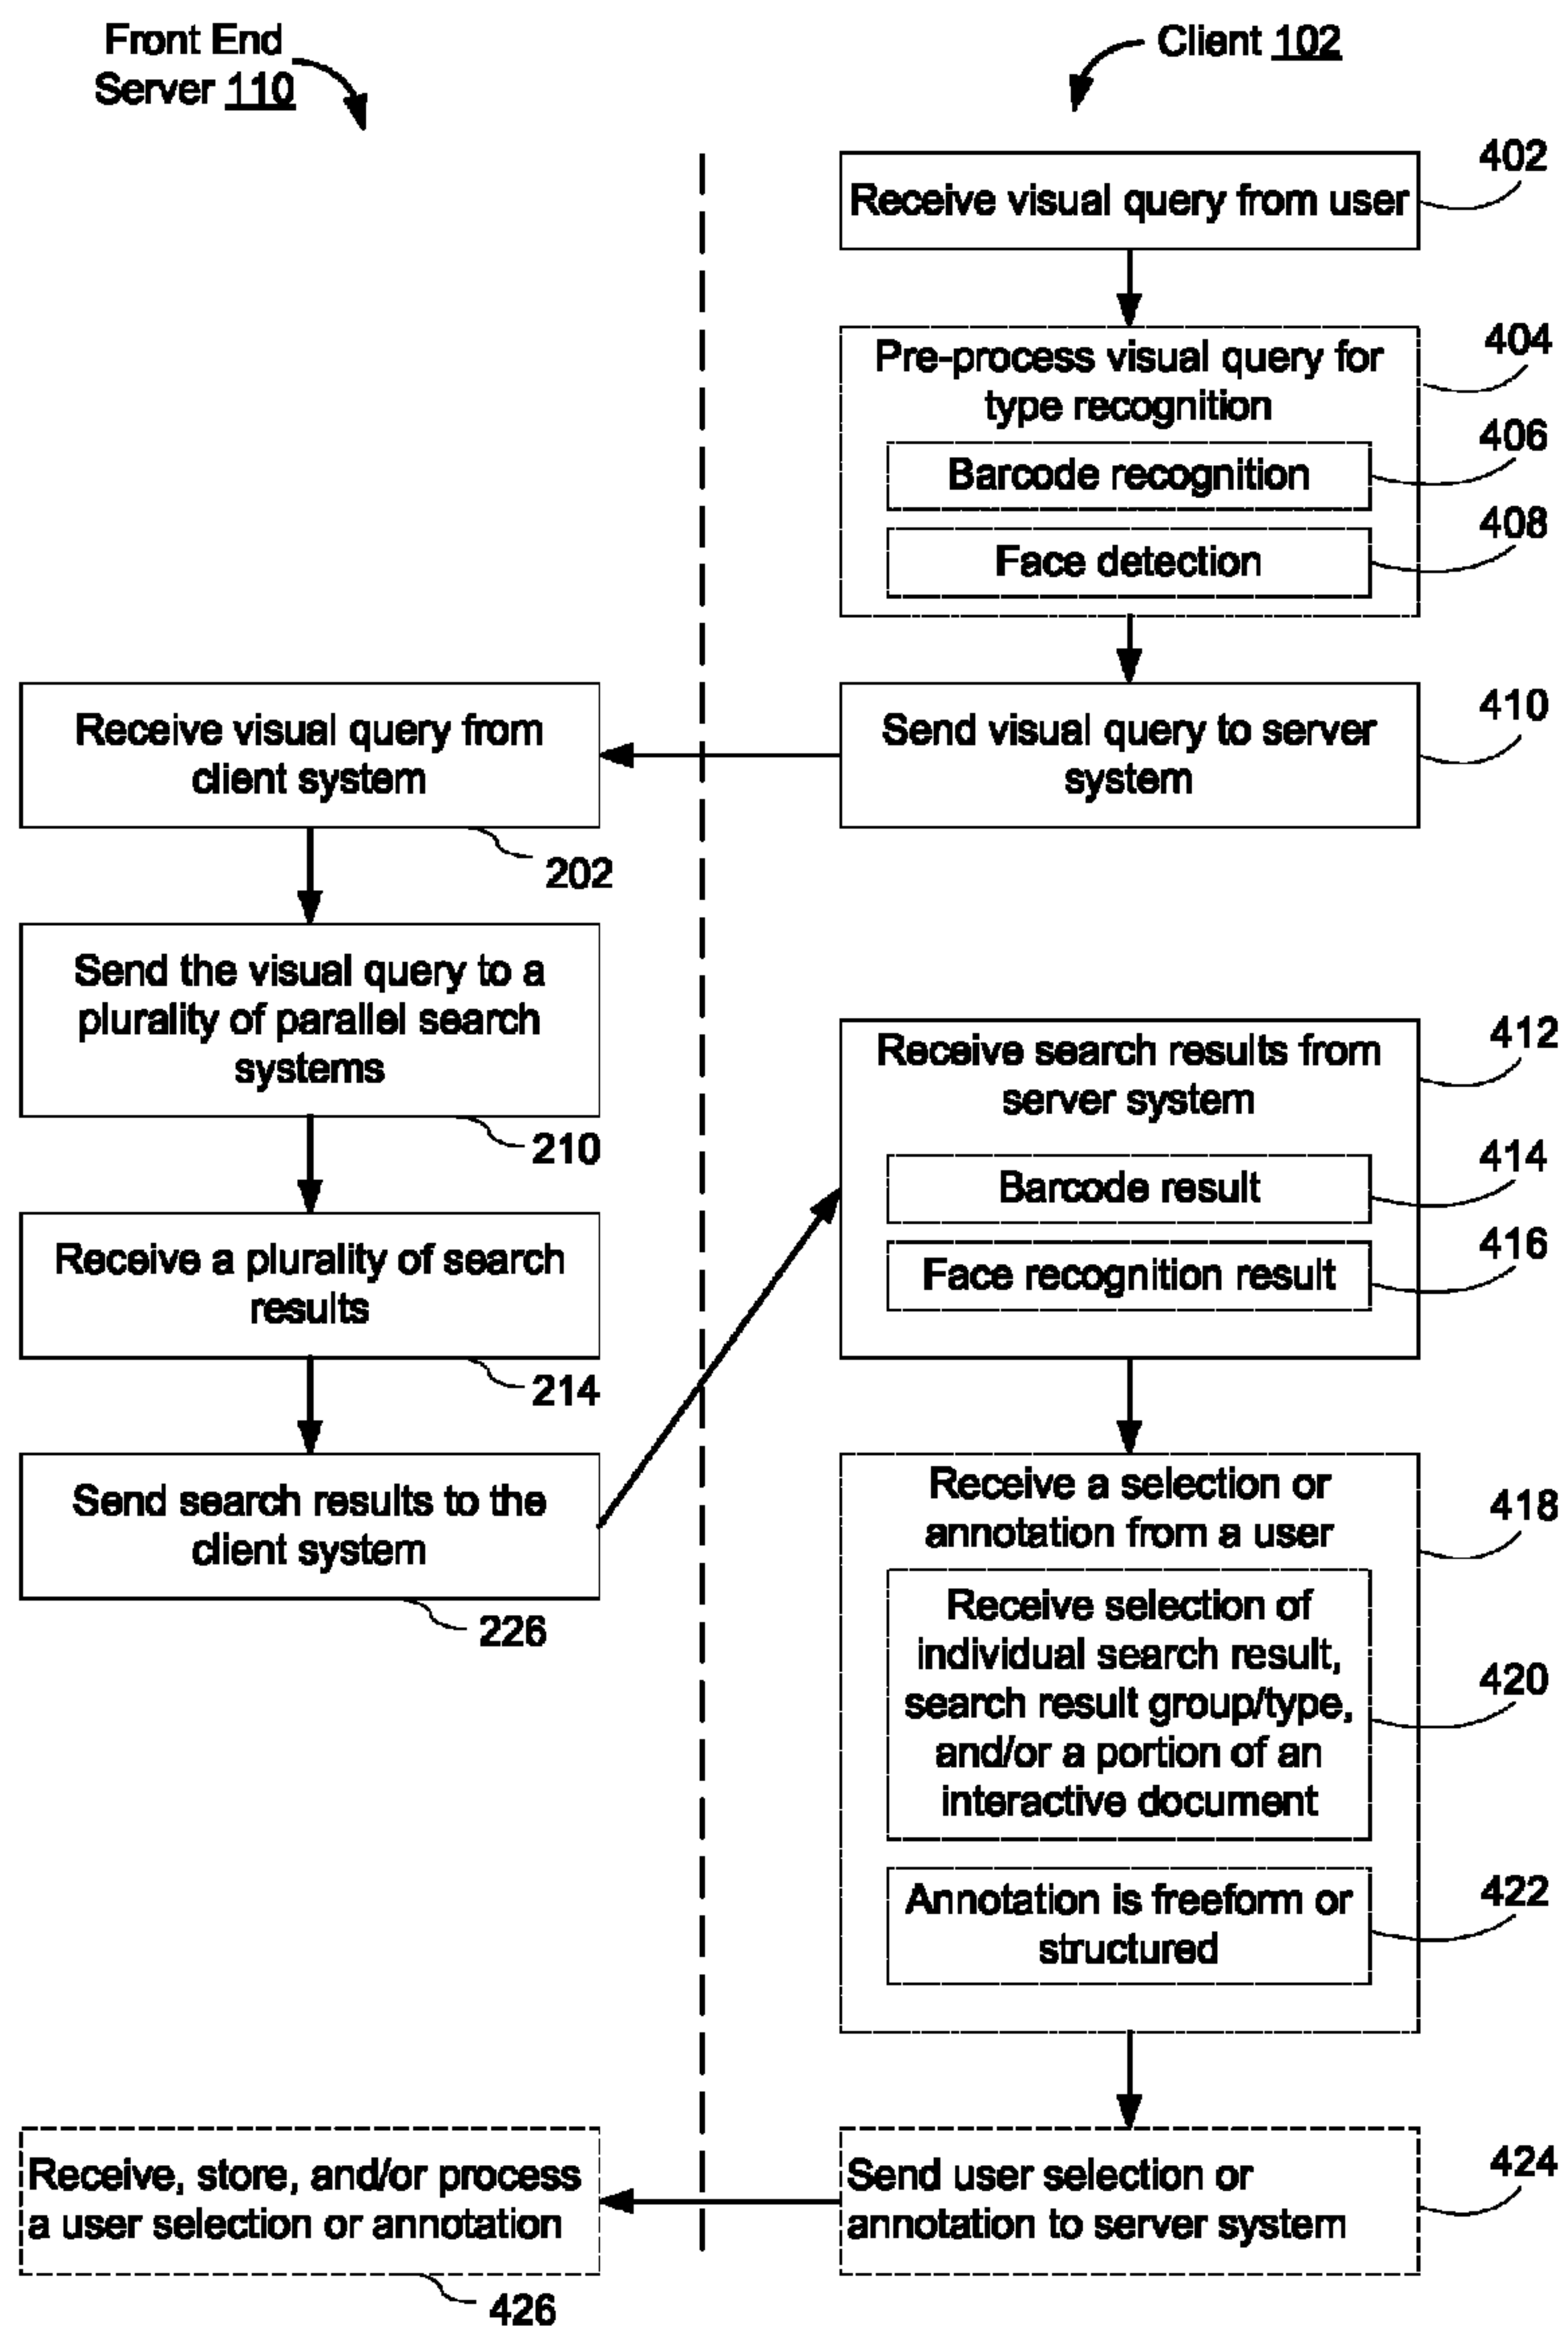 Front End
Server 110
Client 102
Receive visual query from user
402
Pre-process visual query for
type recognition
404
Barcode recognition
406
Face detection
408
Send visual query to server
system
410
Receive visual query from
client system
202
Send the visual query to a
plurality of parallel search
systems
210
Receive a plurality of search
results
214
Send search results to the
client system
226
Receive search results from
server system
412
Barcode result
414
Face recognition result
416
Receive a selection or
annotation from a user
418
Receive selection of
individual search result,
search result group/type,
and/or a portion of an
interactive document
420
Annotation is freeform or
structured
422
Send user selection or
annotation to server system
424
Receive, store, and/or process
a user selection or annotation
426